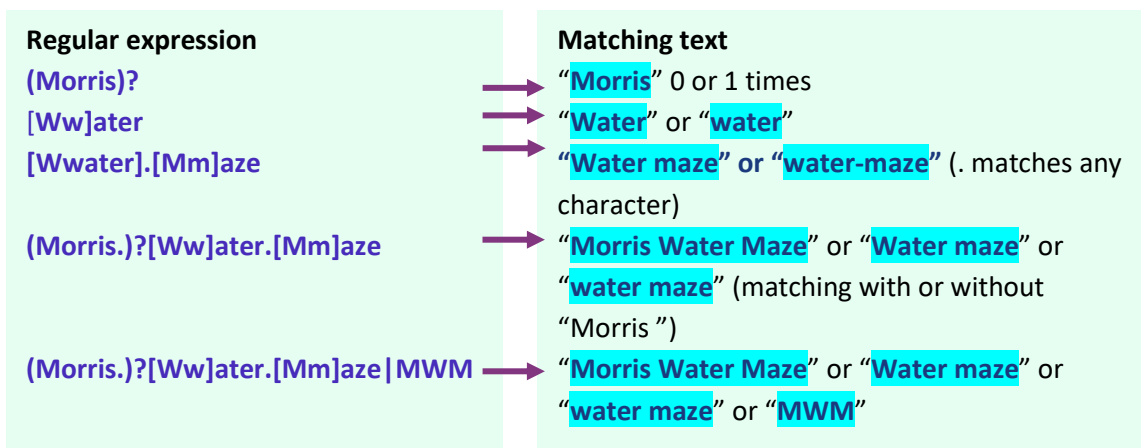 Regular expression
Matching text
(Morris)?
“Morris” 0 or 1 times
[Ww]ater
“Water” or “water”
[Wwater].[Mm]aze
“Water maze” or “water-maze” (. matches any
character)
(Morris.)?[Ww]ater.[Mm]aze
“Morris Water Maze” or “Water maze” or
“water maze” (matching with or without
“Morris ”)
(Morris.)?[Ww]ater.[Mm]aze|MWM
“Morris Water Maze” or “Water maze” or
“water maze” or “MWM”